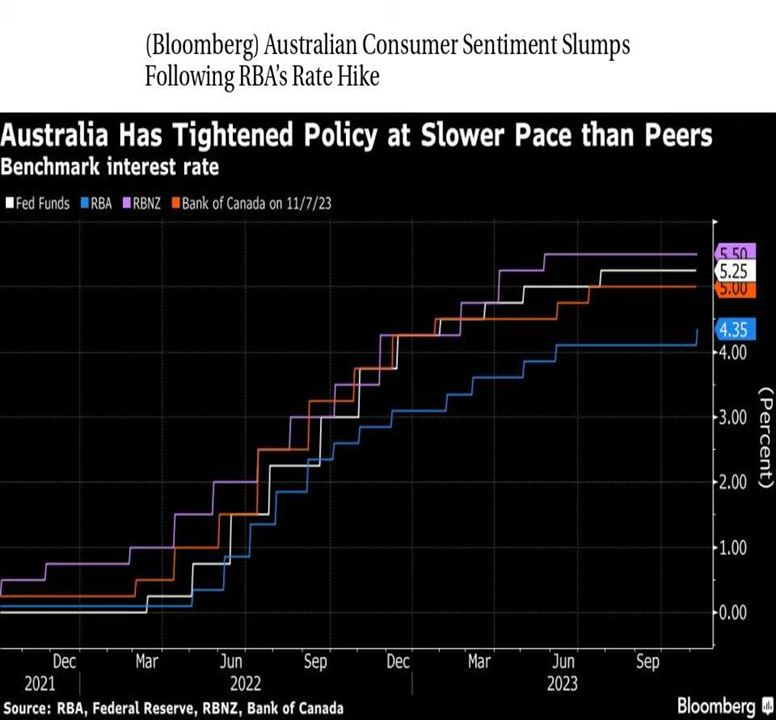 (Bloomberg) Australian Consumer Sentiment Slumps
Following RBA's Rate Hike
Australia Has Tightened Policy at Slower Pace than Peers
Benchmark interest rate
Fed Funds RBA RBNZ Bank of Canada on 11/7/23
5.50
5.25
5.00
4.35
4.00
3.00
(Percent)
2.00
1.00
0.00
Dec Mar Jun Sep Dec Mar Jun Sep
2021 2022 2023
Source: RBA, Federal Reserve, RBNZ, Bank of Canada
Bloomberg